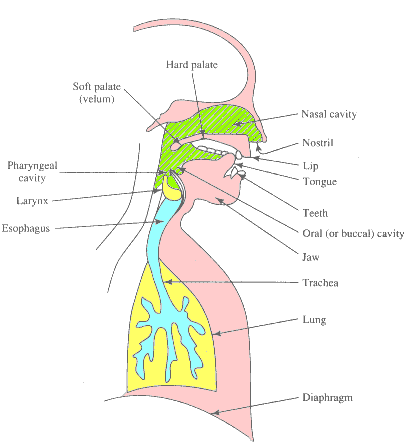 Hard palate
Soft palate
(velum)
Nasal cavity
Nostril
Lip
Pharyngeal
cavity
Tongue
Larynx
Teeth
Esophagus
Oral (or buccal) cavity
Jaw
Trachea
Lung
Diaphragm